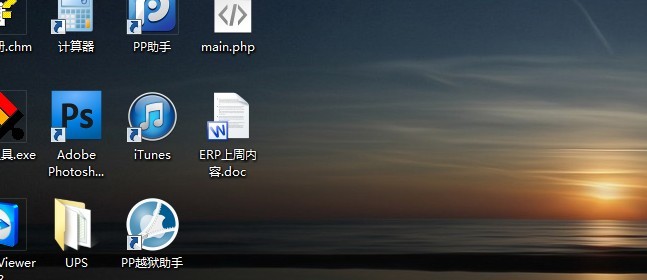 册.chm
计算器
PP助手
main.php
Ps
W
具.exe
Adobe
Photosh...
iTunes
ERP上周内
容.doc
Viewer
UPS
PP越狱助手